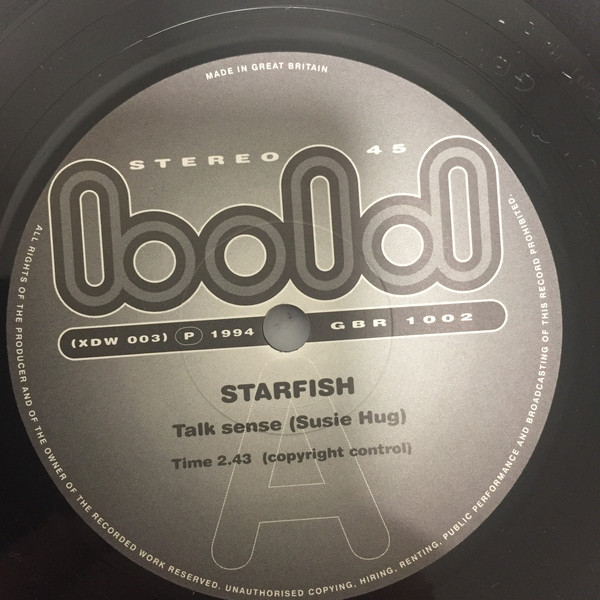 MADE IN GREAT BRITAIN
STEREO 45
bold
(XDW 003) P 1994 GBR 1002
STARFISH
Talk sense (Susie Hug)
Time 2.43 (copyright control)
A
ALL RIGHTS OF THE PRODUCER AND OF THE OWNER OF THE RECORDED WORK RESERVED. UNAUTHORISED COPYING, HIRING, RENTING, PUBLIC PERFORMANCE AND BROADCASTING OF THIS RECORD PROHIBITED.